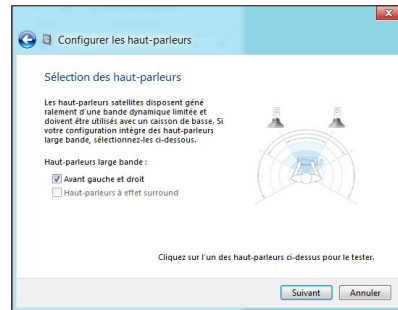 Configurer les haut-parleurs
Sélection des haut-parleurs
Les haut-parleurs satellites disposent géné
ralement d'une bande dynamique limitée et
doivent être utilisés avec un caisson de basse. Si
votre configuration intègre des haut-parleurs
large bande, sélectionnez-les ci-dessous.
Haut-parleurs large bande :
Avant gauche et droit
Haut-parleurs à effet surround
Cliquez sur l'un des haut-parleurs ci-dessus pour le tester.
Suivant
Annuler